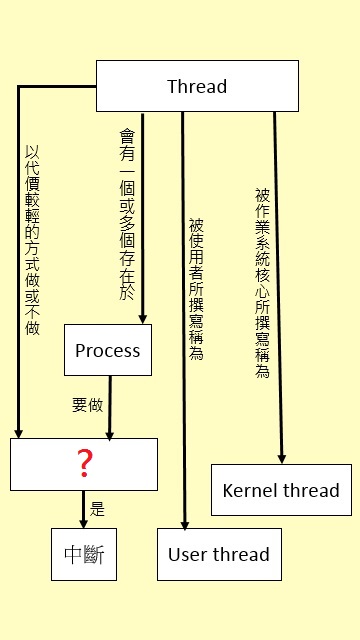 Thread
以代價較輕的方式做或不做
會有一個或多個存在於
被使用者所撰寫稱為
被作業系統核心所撰寫稱為
Process
要做
?
Kernel thread
是
中斷
User thread